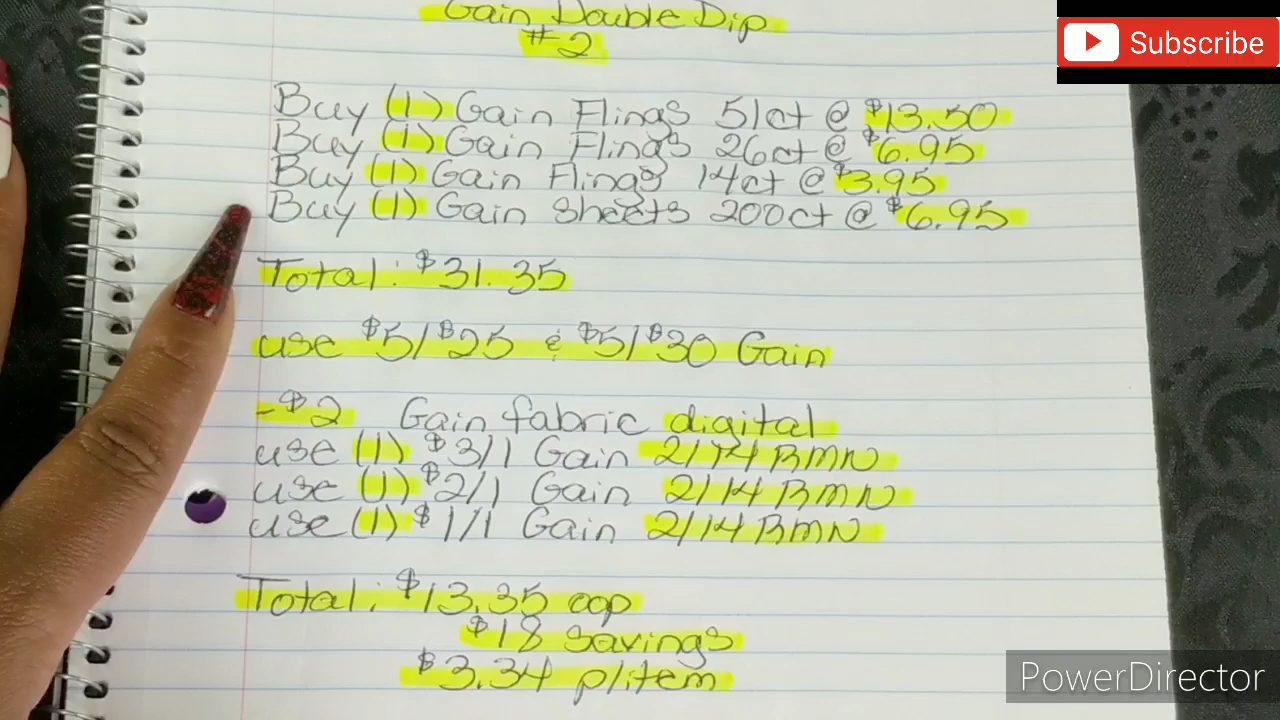 Gain Double Dip
Subscribe
#2
Buy (1) Gain Flings 51ct @ $13.50
Buy (1) Gain Flings 26ct @ $6.95
Buy (1) Gain Flings 14ct @ $3.95
Buy (1) Gain Sheets 200ct @ $6.95
Total: $31.35
use $5/$25 & $5/$30 Gain
-$2 Gain fabric digital
use (1) $3/1 Gain 2/14 RMN
use (1) $2/1 Gain 2/14 RMN
use (1) $1/1 Gain 2/14 RMN
Total: $13.35 oop
$18 savings
$3.34 p/item
PowerDirector